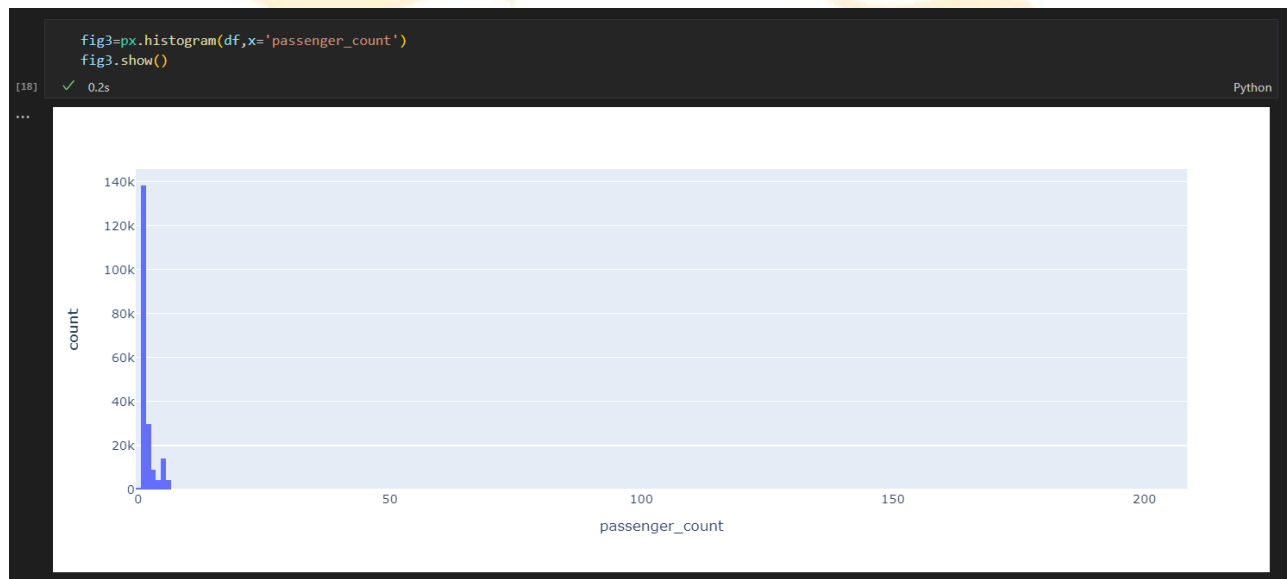 fig3=px.histogram(df,x='passenger_count')
fig3.show()
[18] ✓ 0.2s Python
...
140k
120k
100k
80k
60k
40k
20k
0
count
0 50 100 150 200
passenger_count